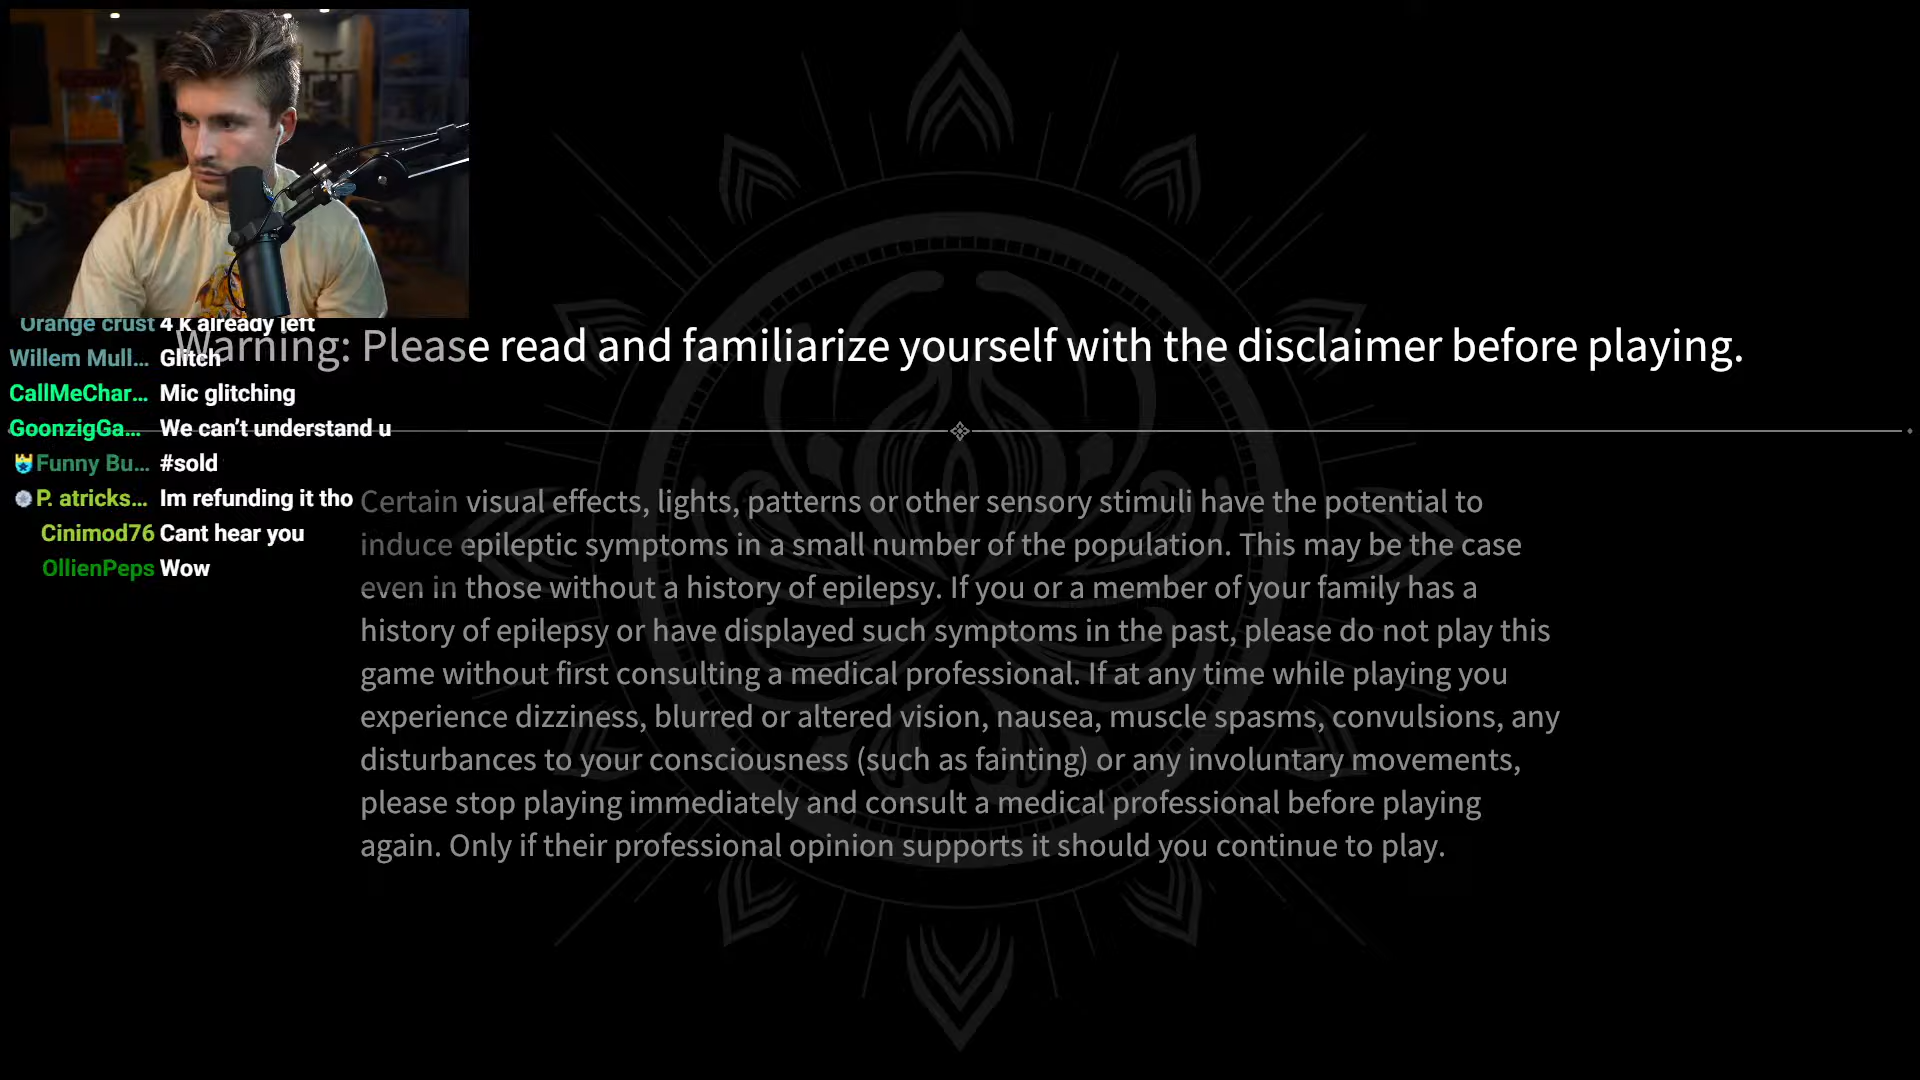 Orange crust 4 k already left
Warning: Please read and familiarize yourself with the disclaimer before playing.
Willem Mull... Glitch
CallMeChar... Mic glitching
GoonzigGa... We can’t understand u
Funny Bu... #sold
P. atricks... Im refunding it tho
Cinimod76 Cant hear you
OllienPeps Wow
Certain visual effects, lights, patterns or other sensory stimuli have the potential to
induce epileptic symptoms in a small number of the population. This may be the case
even in those without a history of epilepsy. If you or a member of your family has a
history of epilepsy or have displayed such symptoms in the past, please do not play this
game without first consulting a medical professional. If at any time while playing you
experience dizziness, blurred or altered vision, nausea, muscle spasms, convulsions, any
disturbances to your consciousness (such as fainting) or any involuntary movements,
please stop playing immediately and consult a medical professional before playing
again. Only if their professional opinion supports it should you continue to play.